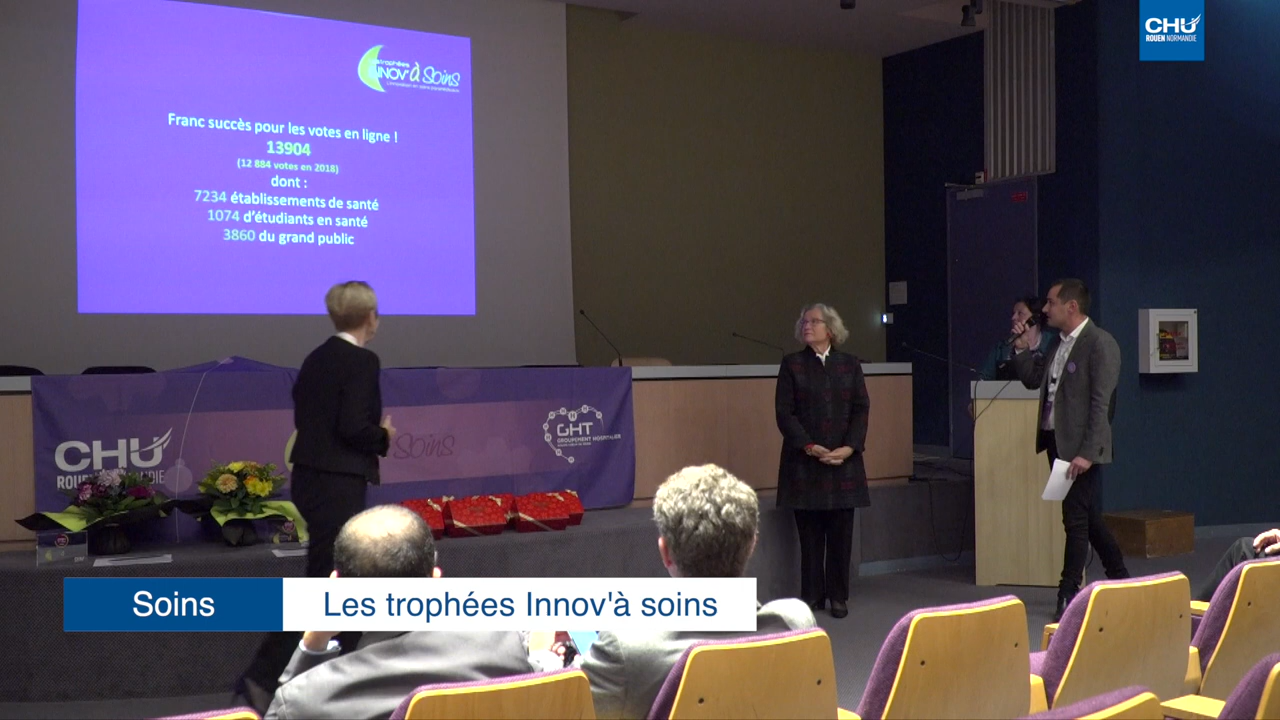 CHU
ROUEN NORMANDIE
trophées
INNOV'à Soins
Franc succès pour les votes en ligne !
13904
(12 884 votes en 2018)
dont :
7234 établissements de santé
1074 d'étudiants en santé
3860 du grand public
CHU
ROUEN NORMANDIE
soins
GHT
GROUPEMENT HOSPITALIER
Soins
Les trophées Innov'à soins